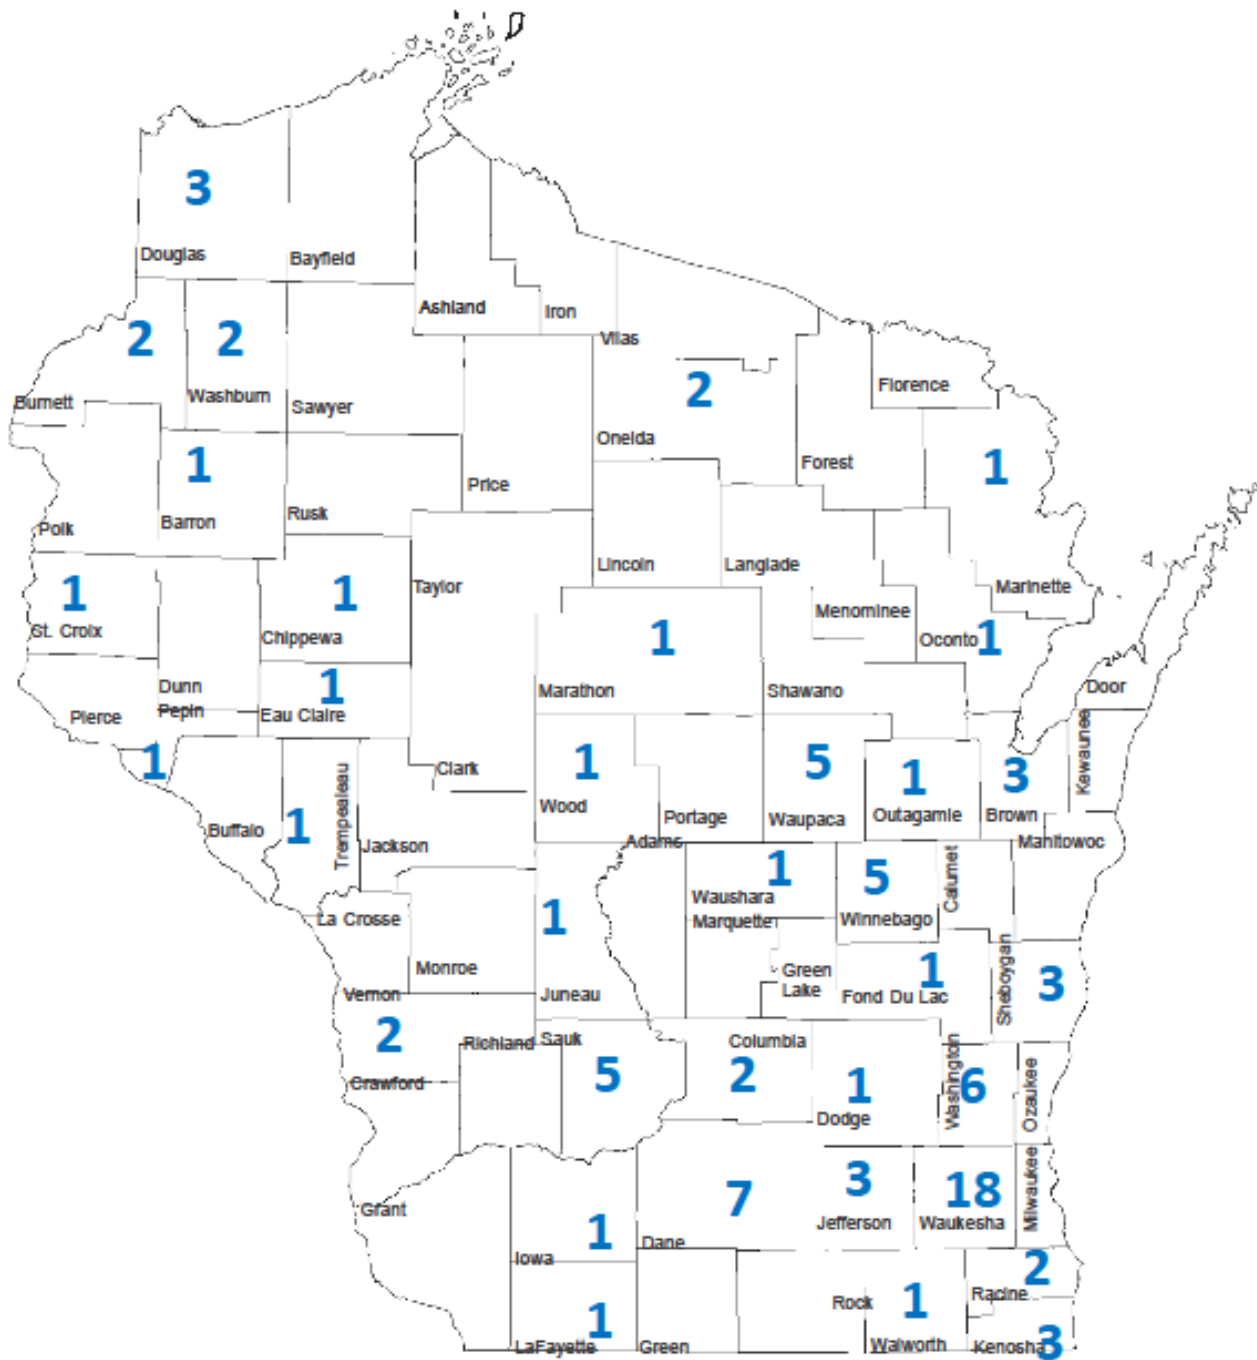 3
Douglas
Bayfield
Ashland
Iron
Vilas
2
2
Burnett
Washburn
Sawyer
2
Oneida
Florence
Forest
1
Marinette
1
Barron
Polk
Rusk
Price
Lincoln
Langlade
Taylor
1
St. Croix
1
Chippewa
Menominee
Oconto
1
1
Marathon
Shawano
Door
Dunn
Pepin
Pierce
1
Eau Claire
1
Clark
1
Wood
Portage
5
Waupaca
1
Outagamie
3
Brown
Kewaunee
Manitowoc
Buffalo
1
Trempealeau
Jackson
Adams
1
Waushara
Marquette
5
Winnebago
Calumet
La Crosse
Monroe
1
Juneau
Green
Lake
1
Fond Du Lac
Sheboygan
3
Vernon
2
Crawford
Richland
Sauk
5
Columbia
2
1
Dodge
Washington
6
Ozaukee
Grant
1
Iowa
7
Dane
3
Jefferson
18
Waukesha
Milwaukee
1
LaFayette
Green
Rock
1
Walworth
2
Racine
Kenosha
3